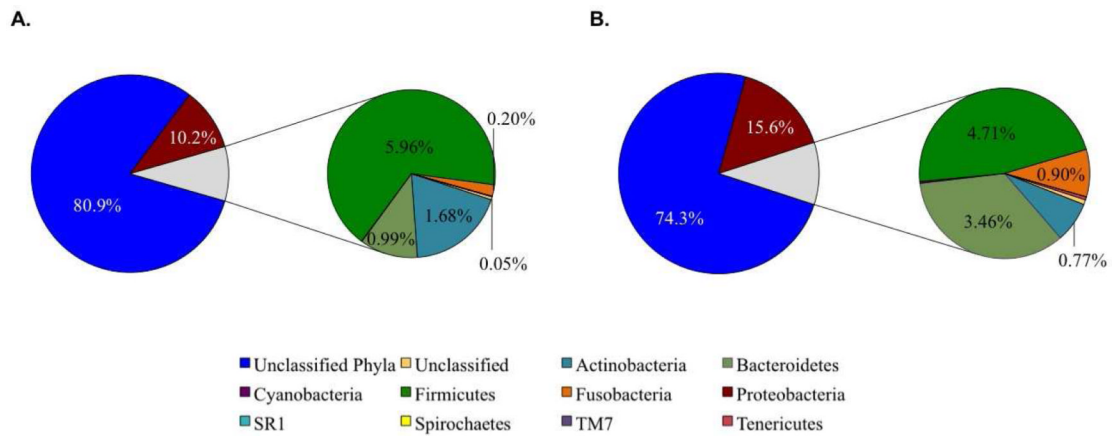 A. B.
0.20%
10.2% 5.96% 15.6% 4.71%
0.90%
80.9% 1.68% 74.3% 3.46%
0.99%
0.05% 0.77%
Unclassified Phyla Unclassified Actinobacteria Bacteroidetes
Cyanobacteria Firmicutes Fusobacteria Proteobacteria
SR1 Spirochaetes TM7 Tenericutes